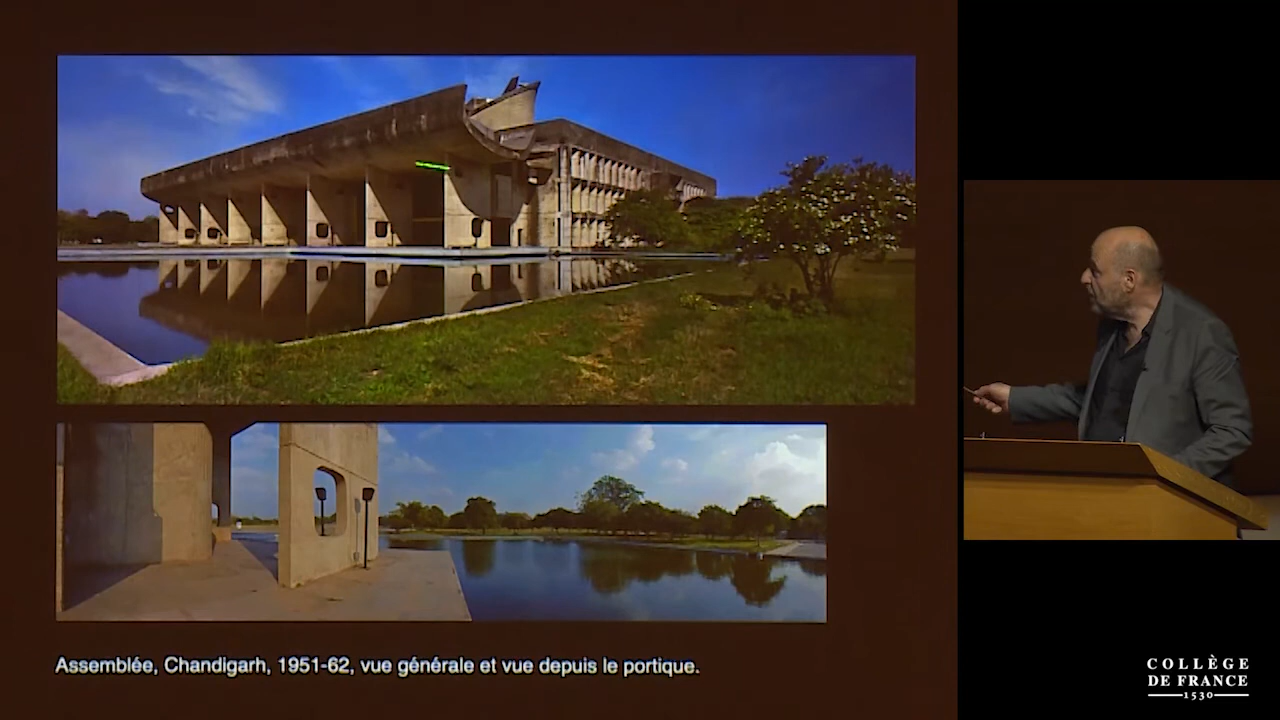 Assemblée, Chandigarh, 1951-62, vue générale et vue depuis le portique.
COLLÈGE
DE FRANCE
1530